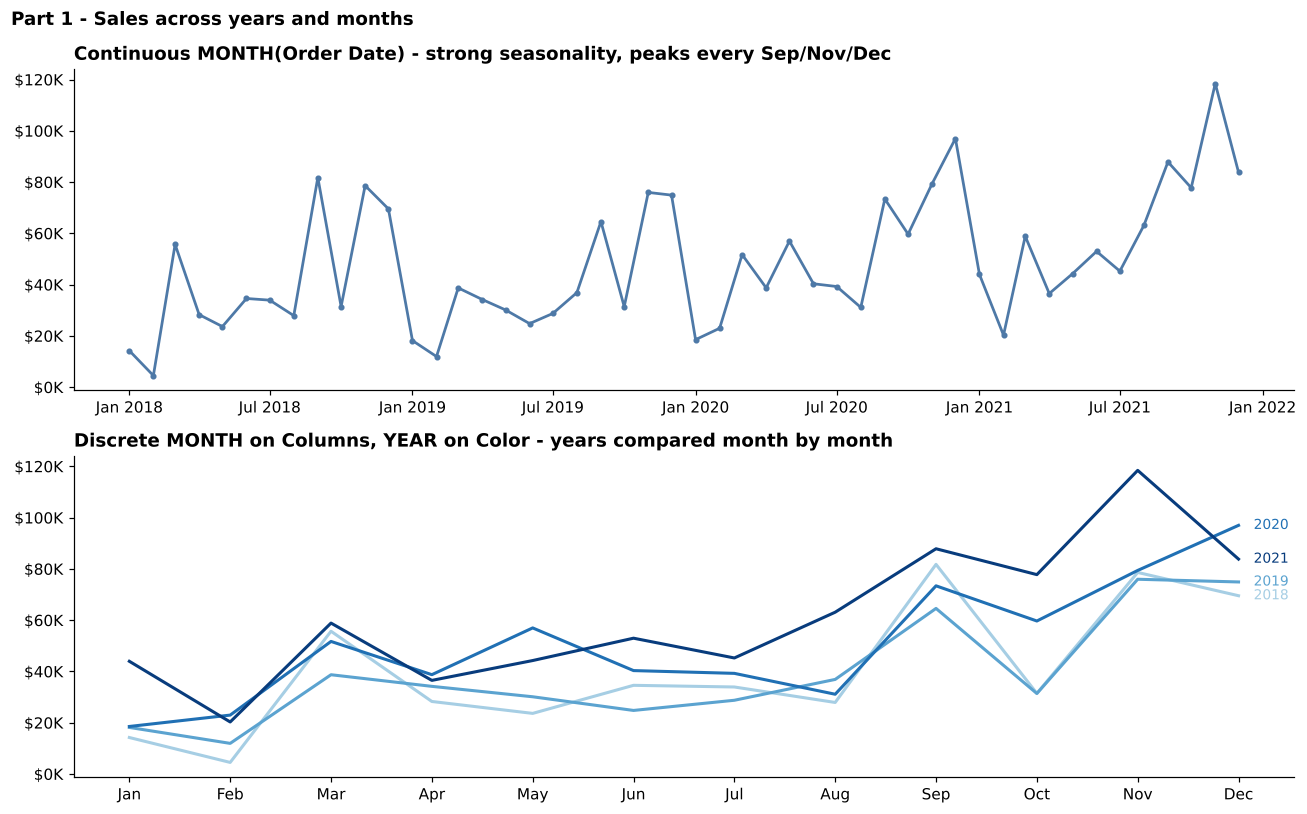 Part 1 - Sales across years and months
Continuous MONTH(Order Date) - strong seasonality, peaks every Sep/Nov/Dec
$120K
$100K
$80K
$60K
$40K
$20K
$0K
Jan 2018 Jul 2018 Jan 2019 Jul 2019 Jan 2020 Jul 2020 Jan 2021 Jul 2021 Jan 2022
Discrete MONTH on Columns, YEAR on Color - years compared month by month
$120K
$100K
$80K
$60K
$40K
$20K
$0K
2020
2021
2019
2018
Jan Feb Mar Apr May Jun Jul Aug Sep Oct Nov Dec